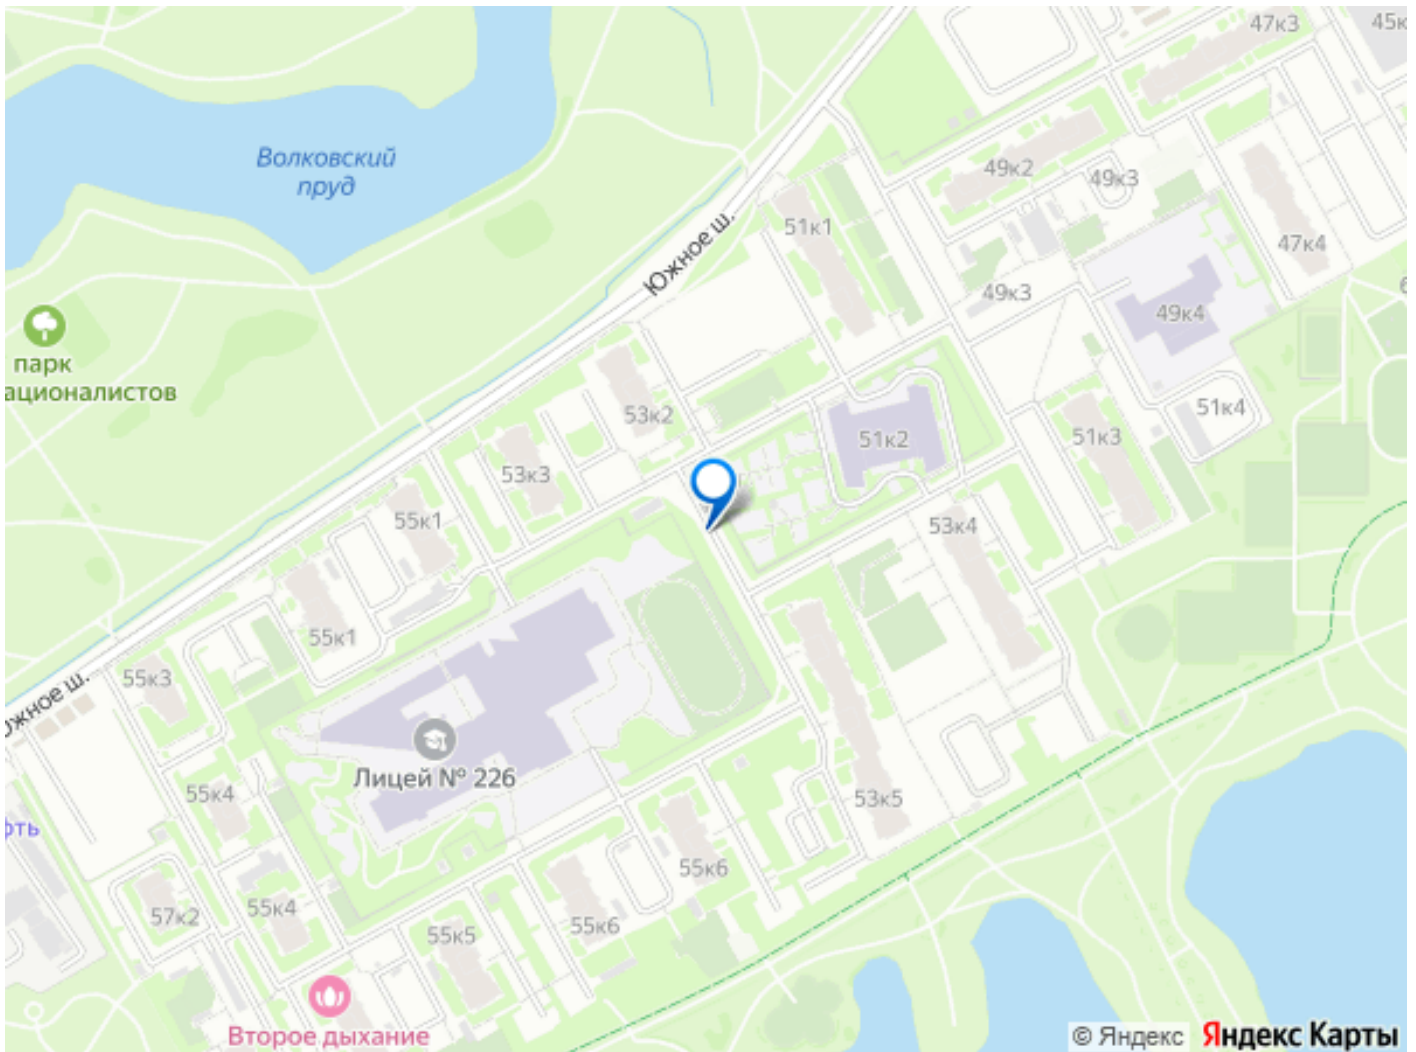 47к3
45к
Волковский
пруд
49к2
49к3
51к1
Южное ш.
47к4
49к3
6
49к4
парк
ационалистов
53к2
51к4
51к2
51к3
53к3
55к1
53к4
55к1
55к3
южное ш.
Лицей № 226
55к4
53к5
фть
55к6
57к2
55к4
55к5
55к6
Второе дыхание
© Яндекс
Яндекс Карты